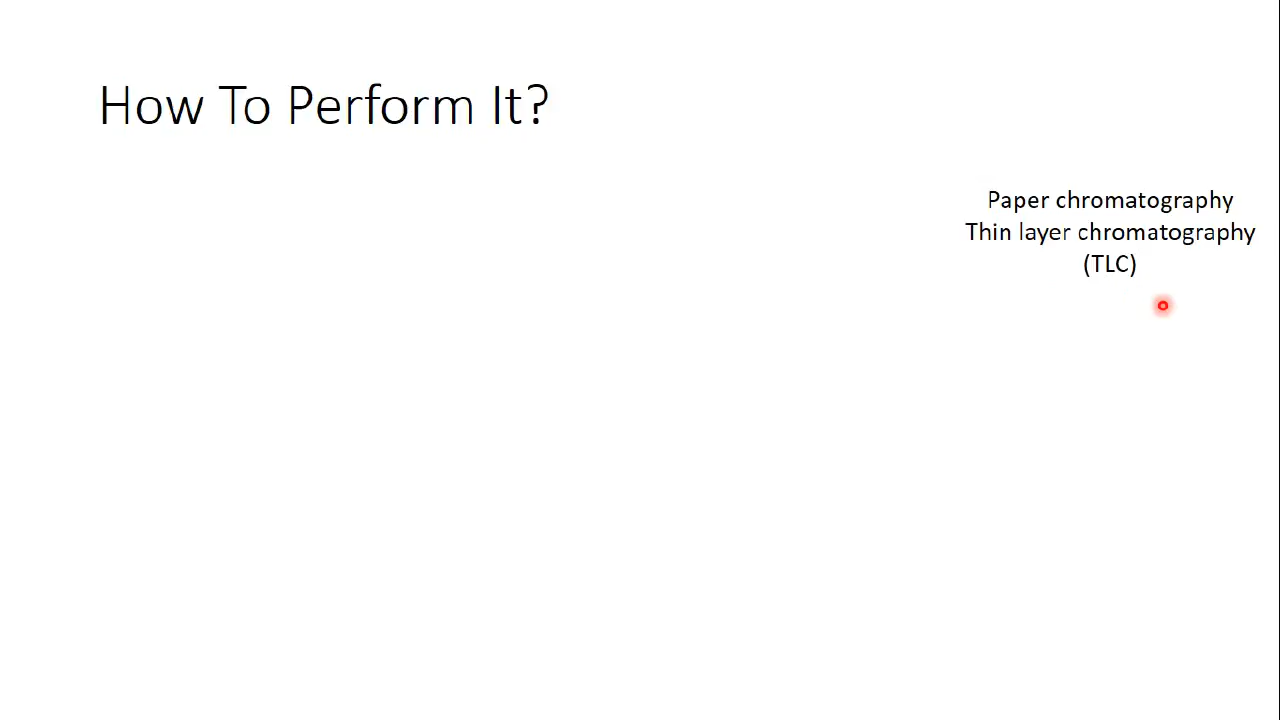 How To Perform It?
Paper chromatography
Thin layer chromatography
(TLC)